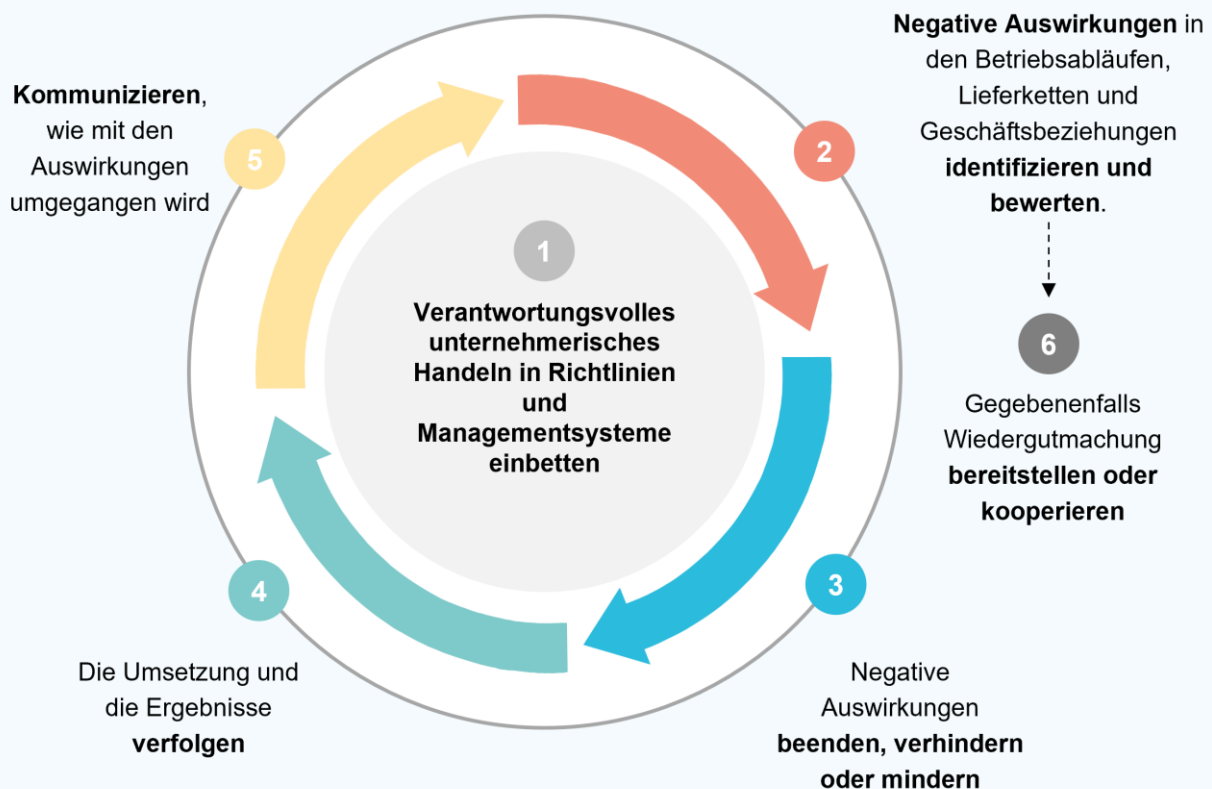 1
Verantwortungsvolles
unternehmerisches
Handeln in Richtlinien
und
Managementsysteme
einbetten
2
Negative Auswirkungen in
den Betriebsabläufen,
Lieferketten und
Geschäftsbeziehungen
identifizieren und
bewerten.
3
Negative
Auswirkungen
beenden, verhindern
oder mindern
4
Die Umsetzung und
die Ergebnisse
verfolgen
5
Kommunizieren,
wie mit den
Auswirkungen
umgegangen wird
6
Gegebenenfalls
Wiedergutmachung
bereitstellen oder
kooperieren